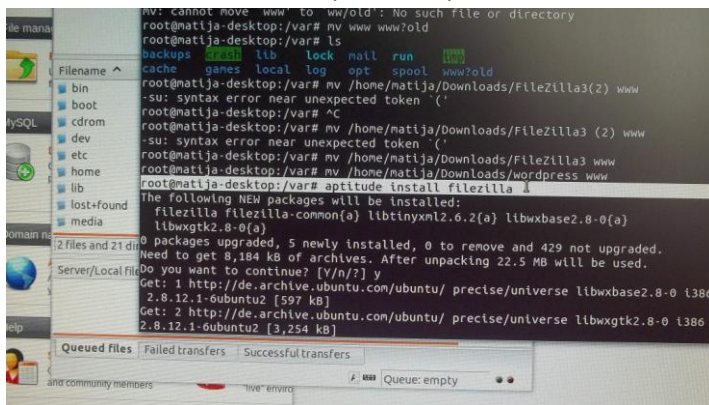 mv: cannot move `www' to `ww/old': No such file or directory
root@matija-desktop:/var# mv www www?old
root@matija-desktop:/var# ls
backups crash lib lock mail run tmp
cache games local log opt spool www?old
root@matija-desktop:/var# mv /home/matija/Downloads/FileZilla3(2) www
-su: syntax error near unexpected token `('
root@matija-desktop:/var# ^C
root@matija-desktop:/var# mv /home/matija/Downloads/FileZilla3 (2) www
-su: syntax error near unexpected token `('
root@matija-desktop:/var# mv /home/matija/Downloads/FileZilla3 www
root@matija-desktop:/var# mv /home/matija/Downloads/wordpress www
root@matija-desktop:/var# aptitude install filezilla
The following NEW packages will be installed:
filezilla filezilla-common{a} libtinyxml2.6.2{a} libwxbase2.8-0{a}
libwxgtk2.8-0{a}
0 packages upgraded, 5 newly installed, 0 to remove and 429 not upgraded.
Need to get 8,184 kB of archives. After unpacking 22.5 MB will be used.
Do you want to continue? [Y/n/?] y
Get: 1 http://de.archive.ubuntu.com/ubuntu/ precise/universe libwxbase2.8-0 i386
2.8.12.1-6ubuntu2 [597 kB]
Get: 2 http://de.archive.ubuntu.com/ubuntu/ precise/universe libwxgtk2.8-0 i386
2.8.12.1-6ubuntu2 [3,254 kB]
ile mana
Filename ^
bin
boot
cdrom
dev
etc
home
lib
lost+found
media
2 files and 21 dir
Server/Local file
Queued files Failed transfers Successful transfers
Queue: empty
MySQL
Domain na
Help
and community members
"live" enviro